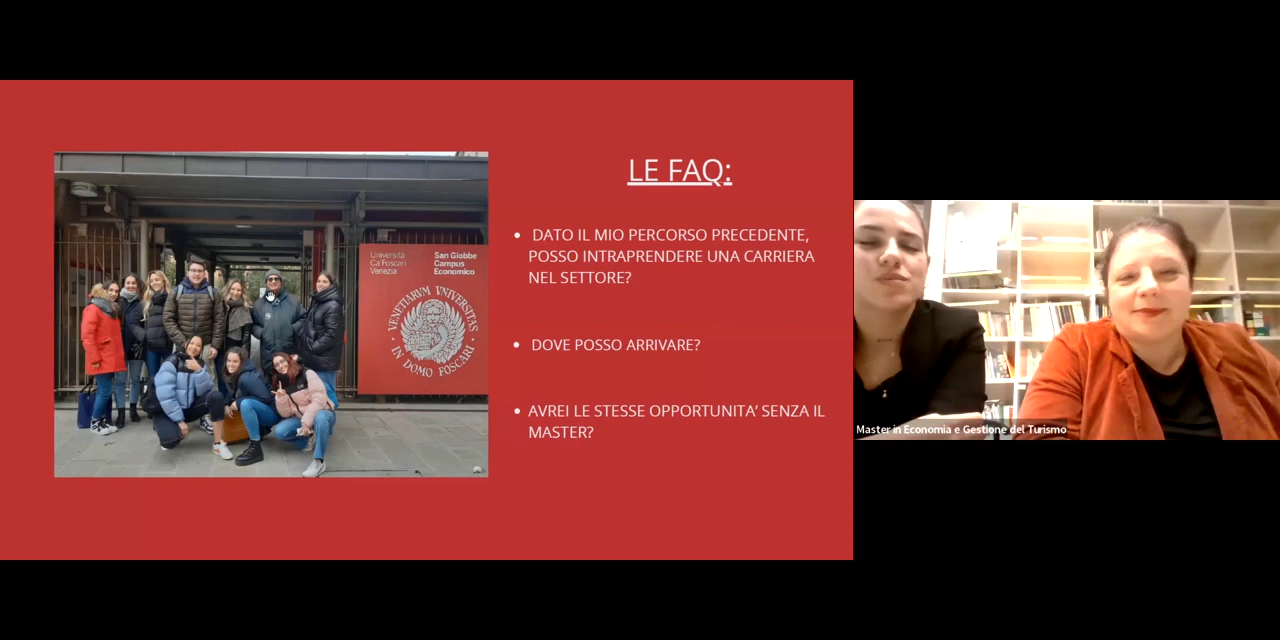 LE FAQ:
• DATO IL MIO PERCORSO PRECEDENTE,
POSSO INTRAPRENDERE UNA CARRIERA
NEL SETTORE?
• DOVE POSSO ARRIVARE?
• AVREI LE STESSE OPPORTUNITA’ SENZA IL
MASTER?
Università
Ca'Foscari
Venezia
San Giobbe
Campus
Economico
VENETIARVM VNIVERSITAS
· IN DOMO FOSCARI ·
Master in Economia e Gestione del Turismo